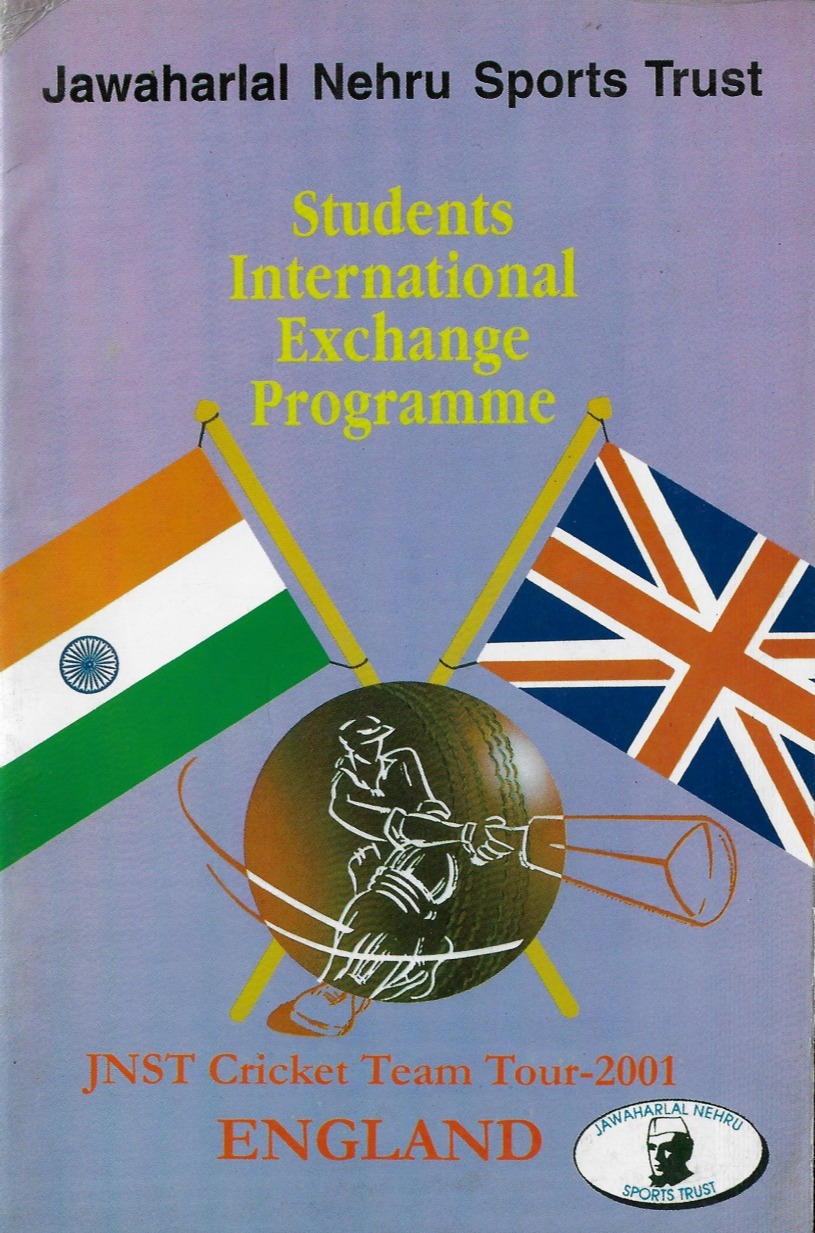 Jawaharlal Nehru Sports Trust
Students
International
Exchange
Programme
JNST Cricket Team Tour-2001
ENGLAND
JAWAHARLAL NEHRU
SPORTS TRUST